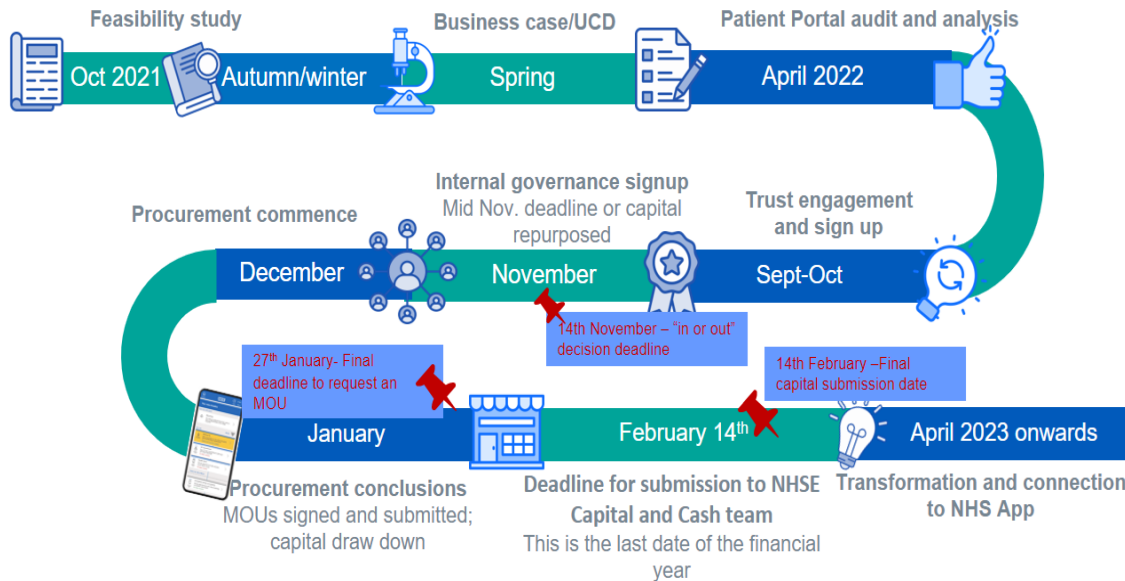 Feasibility study
Business case/UCD
Patient Portal audit and analysis
Oct 2021
Autumn/winter
Spring
April 2022
Procurement commence
Internal governance signup
Mid Nov. deadline or capital
repurposed
Trust engagement
and sign up
December
November
Sept-Oct
14th November – “in or out”
decision deadline
27th January- Final
deadline to request an
MOU
14th February –Final
capital submission date
January
February 14th
April 2023 onwards
Procurement conclusions
MOUs signed and submitted;
capital draw down
Deadline for submission to NHSE
Capital and Cash team
This is the last date of the financial
year
Transformation and connection
to NHS App